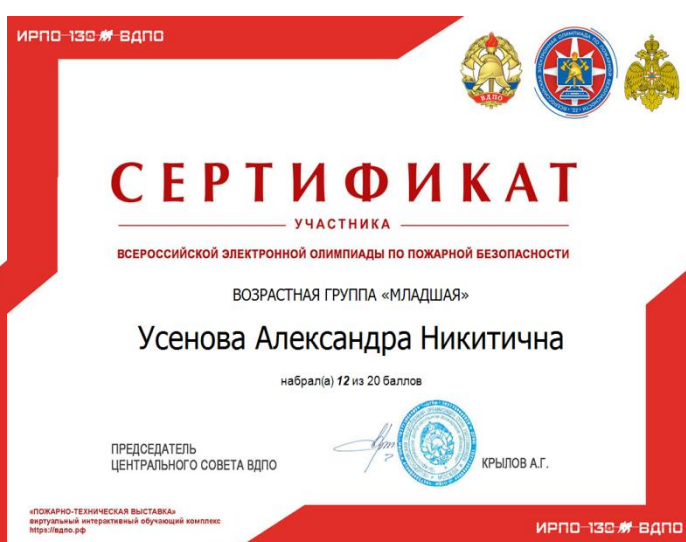 ИРПО-130-ВДПО
ВДПО
СЕРТИФИКАТ
УЧАСТНИКА
ВСЕРОССИЙСКОЙ ЭЛЕКТРОННОЙ ОЛИМПИАДЫ ПО ПОЖАРНОЙ БЕЗОПАСНОСТИ
ВОЗРАСТНАЯ ГРУППА «МЛАДШАЯ»
Усенова Александра Никитична
набрал(а) 12 из 20 баллов
ПРЕДСЕДАТЕЛЬ
ЦЕНТРАЛЬНОГО СОВЕТА ВДПО
КРЫЛОВ А.Г.
«ПОЖАРНО-ТЕХНИЧЕСКАЯ ВЫСТАВКА»
виртуальный интерактивный обучающий комплекс
https://вдпо.рф
ИРПО-130-ВДПО